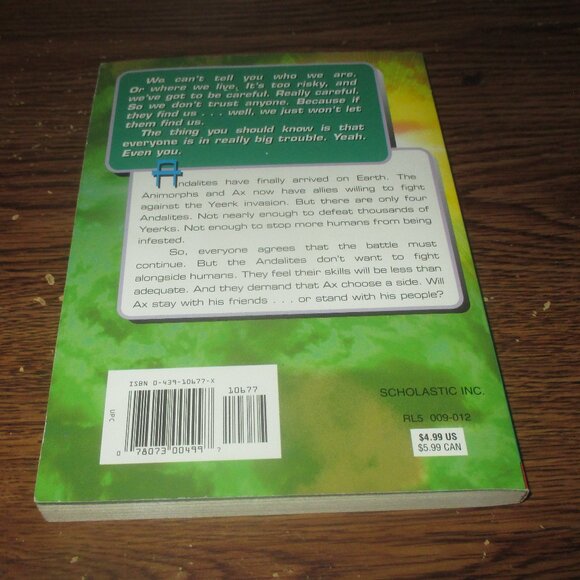 We can't tell you who we are.
Or where we live. It's too risky, and
we've got to be careful. Really careful.
So we don't trust anyone. Because if
they find us . . . well, we just won't let
them find us.
The thing you should know is that
everyone is in really big trouble. Yeah.
Even you.
Andalites have finally arrived on Earth. The
Animorphs and Ax now have allies willing to fight
against the Yeerk invasion. But there are only four
Andalites. Not nearly enough to defeat thousands of
Yeerks. Not enough to stop more humans from being
infested.
So, everyone agrees that the battle must
continue. But the Andalites don't want to fight
alongside humans. They feel their skills will be less than
adequate. And they demand that Ax choose a side. Will
Ax stay with his friends . . . or stand with his people?
ISBN 0-439-10677-X
10677
UPC
0 78073 00499 7
SCHOLASTIC INC.
RL5 009-012
$4.99 US
$5.99 CAN